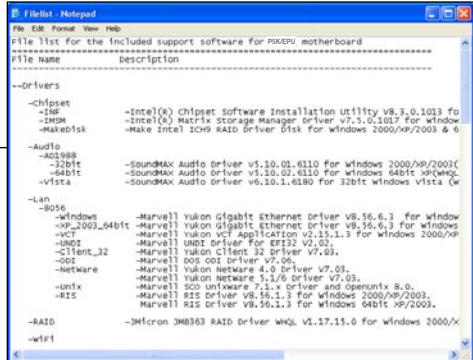 Filelist - Notepad
File Edit Format View Help
File list for the included support software for P5K/EPU motherboard
==================================================
File Name Description
--------------------------------------------------
--Drivers
-Chipset
-INF -Intel(R) Chipset Software Installation Utility V8.3.0.1013 fo
-IMSM -Intel(R) Matrix Storage Manager Driver v7.5.0.1017 for Window
-MakeDisk -Make Intel ICH9 RAID Driver Disk for Windows 2000/XP/2003 & 6
-Audio
-AD1988
-32bit -SoundMAX Audio Driver v5.10.01.6110 for Windows 2000/XP/2003(
-64bit -SoundMAX Audio Driver v5.10.02.6110 for Windows 64bit XP(WHQL
-Vista -SoundMAX Audio Driver v6.10.1.6180 for 32bit Windows Vista (W
-Lan
-8056
-Windows -Marvell Yukon Gigabit Ethernet Driver V8.56.6.3 for Window
-XP_2003_64bit -Marvell Yukon Gigabit Ethernet Driver V8.56.6.3 for Windows
-VCT -Marvell Yukon VCT Application V2.15.1.3 for Windows 2000/XP
-UNDI -Marvell UNDI Driver for EFI32 V2.02.
-Client_32 -Marvell Yukon Client 32 Driver V7.03.
-ODI -Marvell DOS ODI Driver V7.06.
-NetWare -Marvell Yukon NetWare 4.0 Driver V7.03.
Marvell Yukon NetWare 5.1/6 Driver V7.03.
-Unix -Marvell SCO Unixware 7.1.x Driver and OpenUnix 8.0.
-RIS -Marvell RIS Driver V8.56.1.3 for Windows 2000/XP/2003.
Marvell RIS Driver V8.56.1.3 for Windows 64bit XP/2003.
-RAID -JMicron JMB363 RAID Driver WHQL V1.17.15.0 for Windows 2000/X
-WiFi